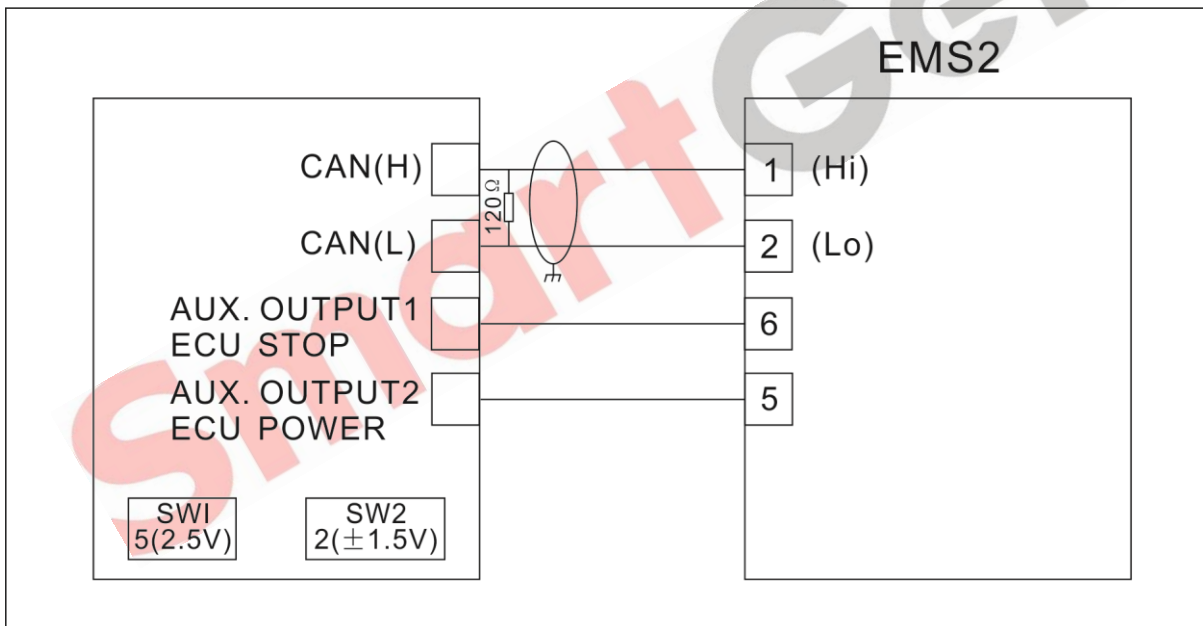 EMS2
CAN(H)
120Ω
1 (Hi)
CAN(L)
2 (Lo)
AUX. OUTPUT1
ECU STOP
6
AUX. OUTPUT2
ECU POWER
5
SWI
5(2.5V)
SW2
2(±1.5V)
SmartGen